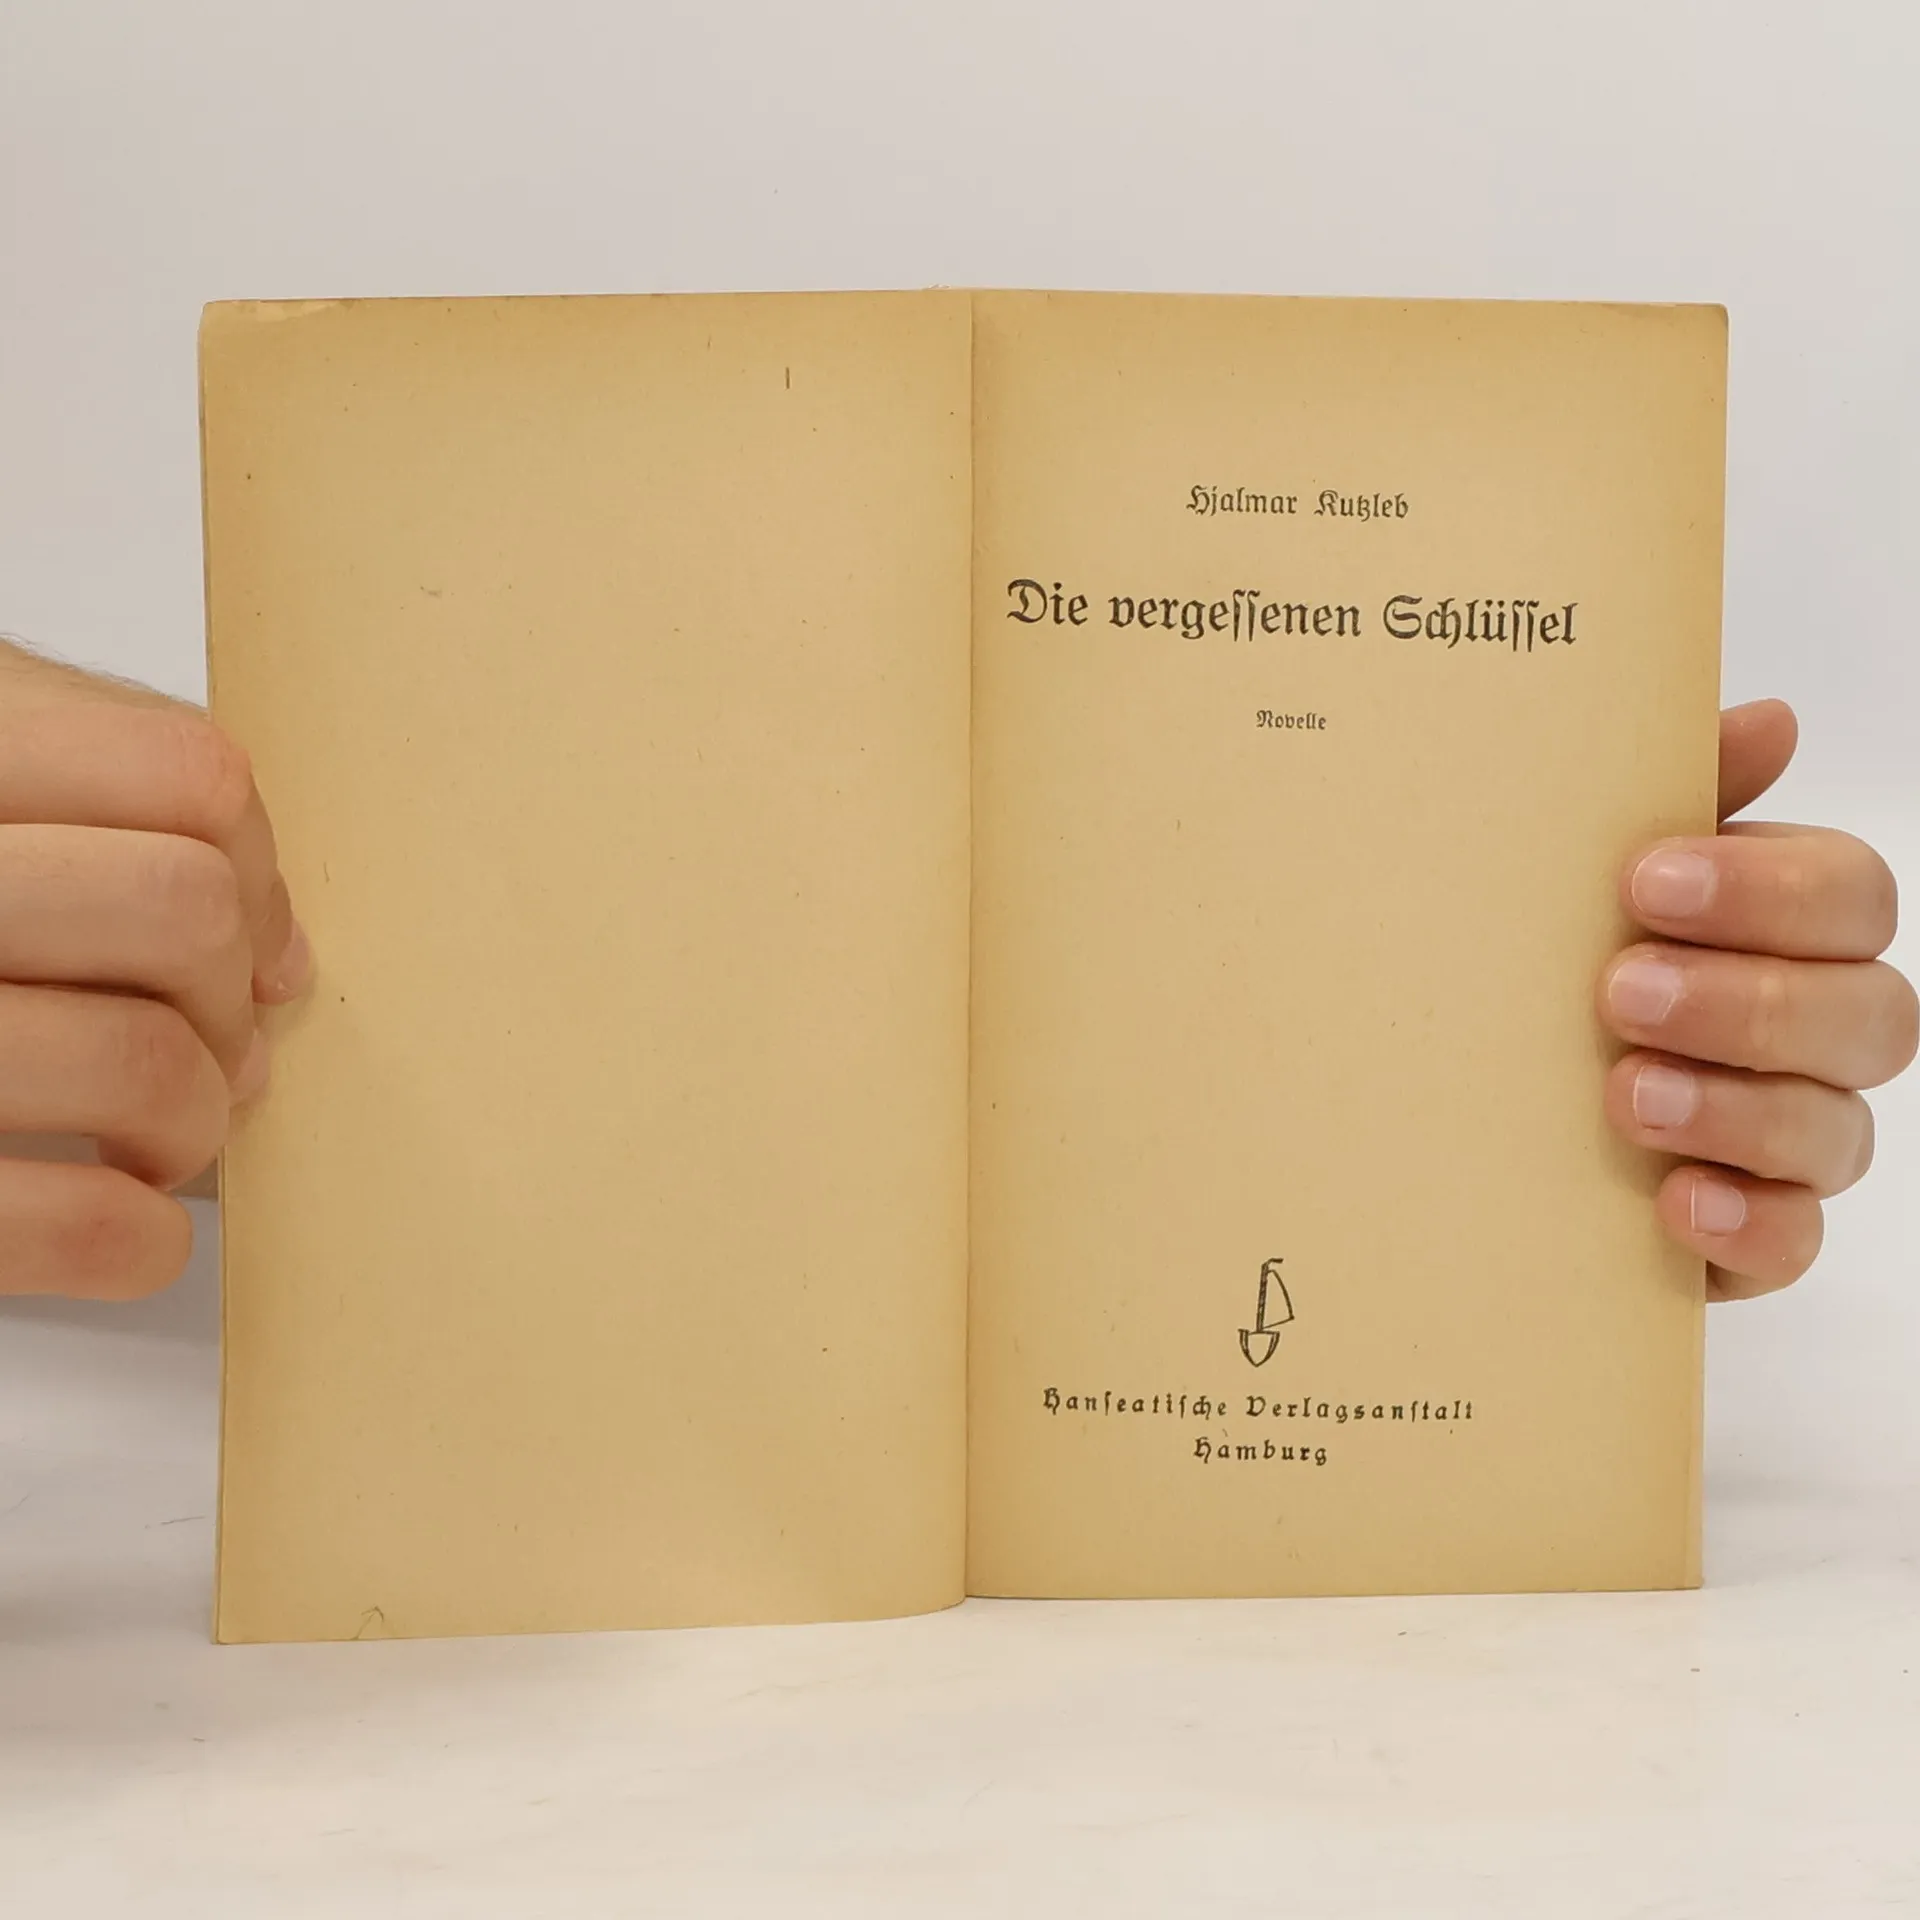 Hjalmar Kutzleb
Die vergeſſenen Schlüſſel
Novelle
Hanſeatiſche Verlagsanſtalt
Hamburg